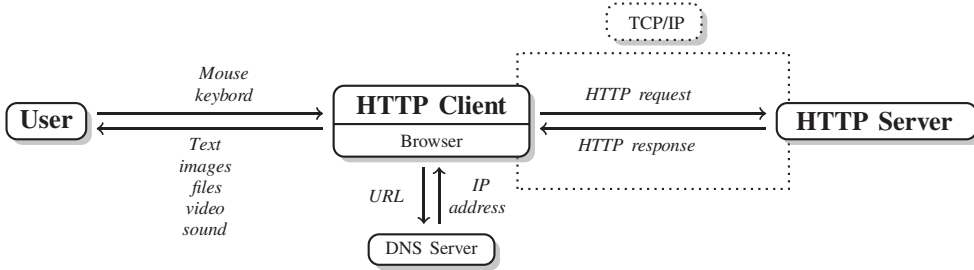 TCP/IP
Mouse
keybord
User
HTTP Client
Browser
HTTP request
HTTP response
HTTP Server
Text
images
files
video
sound
URL
IP
address
DNS Server